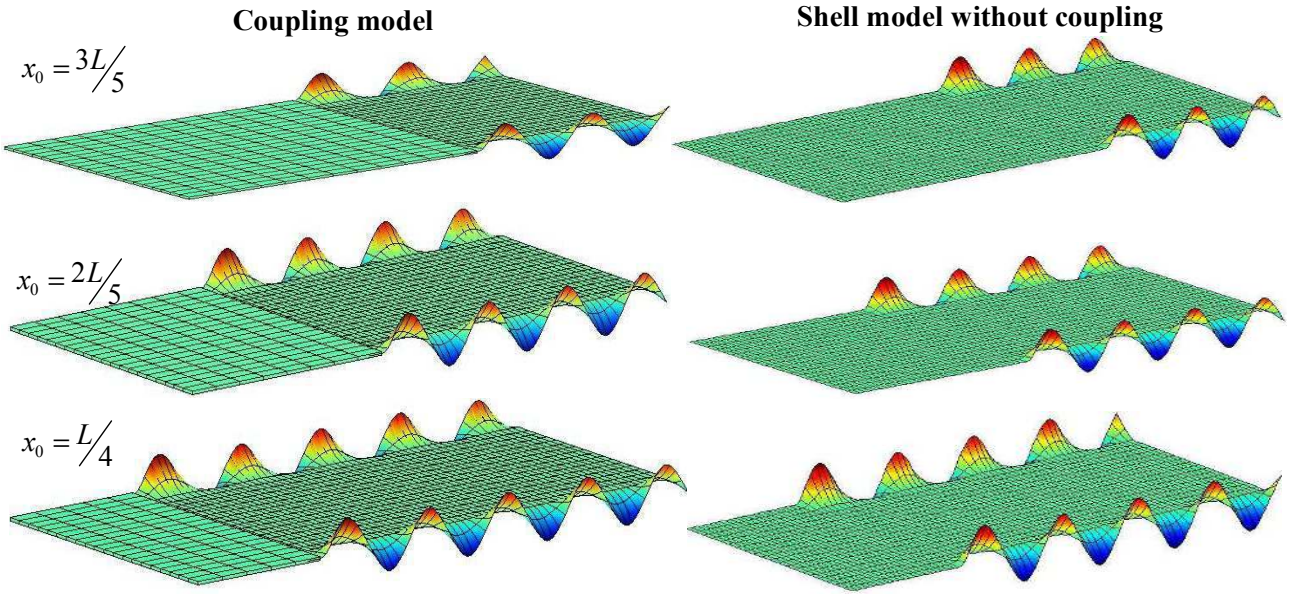 Coupling model
Shell model without coupling
x₀ = 3L/5
x₀ = 2L/5
x₀ = L/4